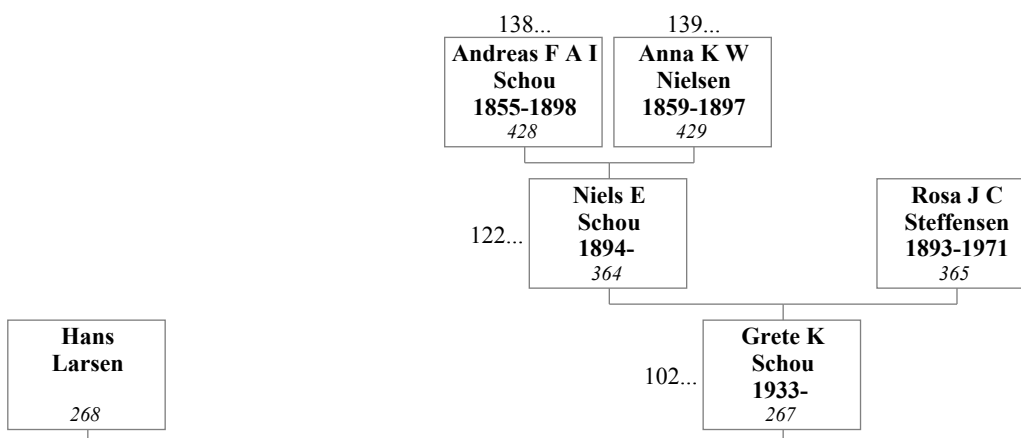 138...
139...
Andreas F A I
Schou
1855-1898
428
Anna K W
Nielsen
1859-1897
429
122...
Niels E
Schou
1894-
364
Rosa J C
Steffensen
1893-1971
365
Hans
Larsen
268
102...
Grete K
Schou
1933-
267